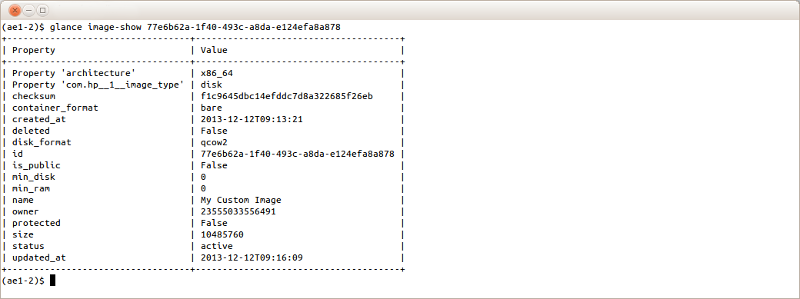 (ae1-2)$ glance image-show 77e6b62a-1f40-493c-a8da-e124efa8a878
+----------------------------------+--------------------------------------+
| Property                         | Value                                |
+----------------------------------+--------------------------------------+
| Property 'architecture'          | x86_64                               |
| Property 'com.hp__1__image_type' | disk                                 |
| checksum                         | f1c9645dbc14efddc7d8a322685f26eb     |
| container_format                 | bare                                 |
| created_at                       | 2013-12-12T09:13:21                  |
| deleted                          | False                                |
| disk_format                      | qcow2                                |
| id                               | 77e6b62a-1f40-493c-a8da-e124efa8a878 |
| is_public                        | False                                |
| min_disk                         | 0                                    |
| min_ram                          | 0                                    |
| name                             | My Custom Image                      |
| owner                            | 23555033556491                       |
| protected                        | False                                |
| size                             | 10485760                             |
| status                           | active                               |
| updated_at                       | 2013-12-12T09:16:09                  |
+----------------------------------+--------------------------------------+
(ae1-2)$